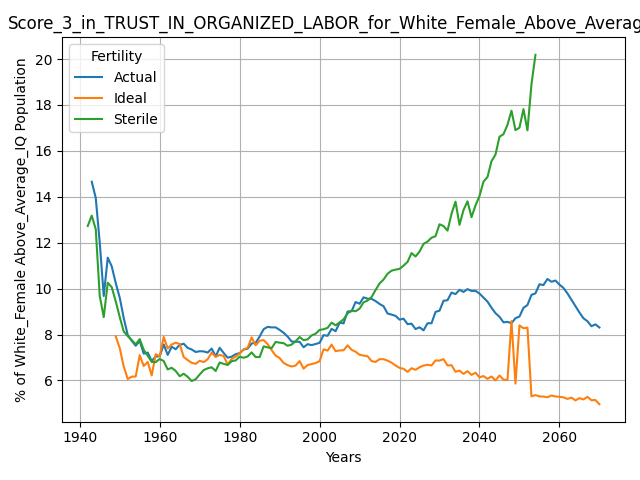 Score_3_in_TRUST_IN_ORGANIZED_LABOR_for_White_Female_Above_Averag
Fertility
Actual
Ideal
Sterile
% of White_Female Above_Average_IQ Population
20
18
16
14
12
10
8
6
1940 1960 1980 2000 2020 2040 2060
Years